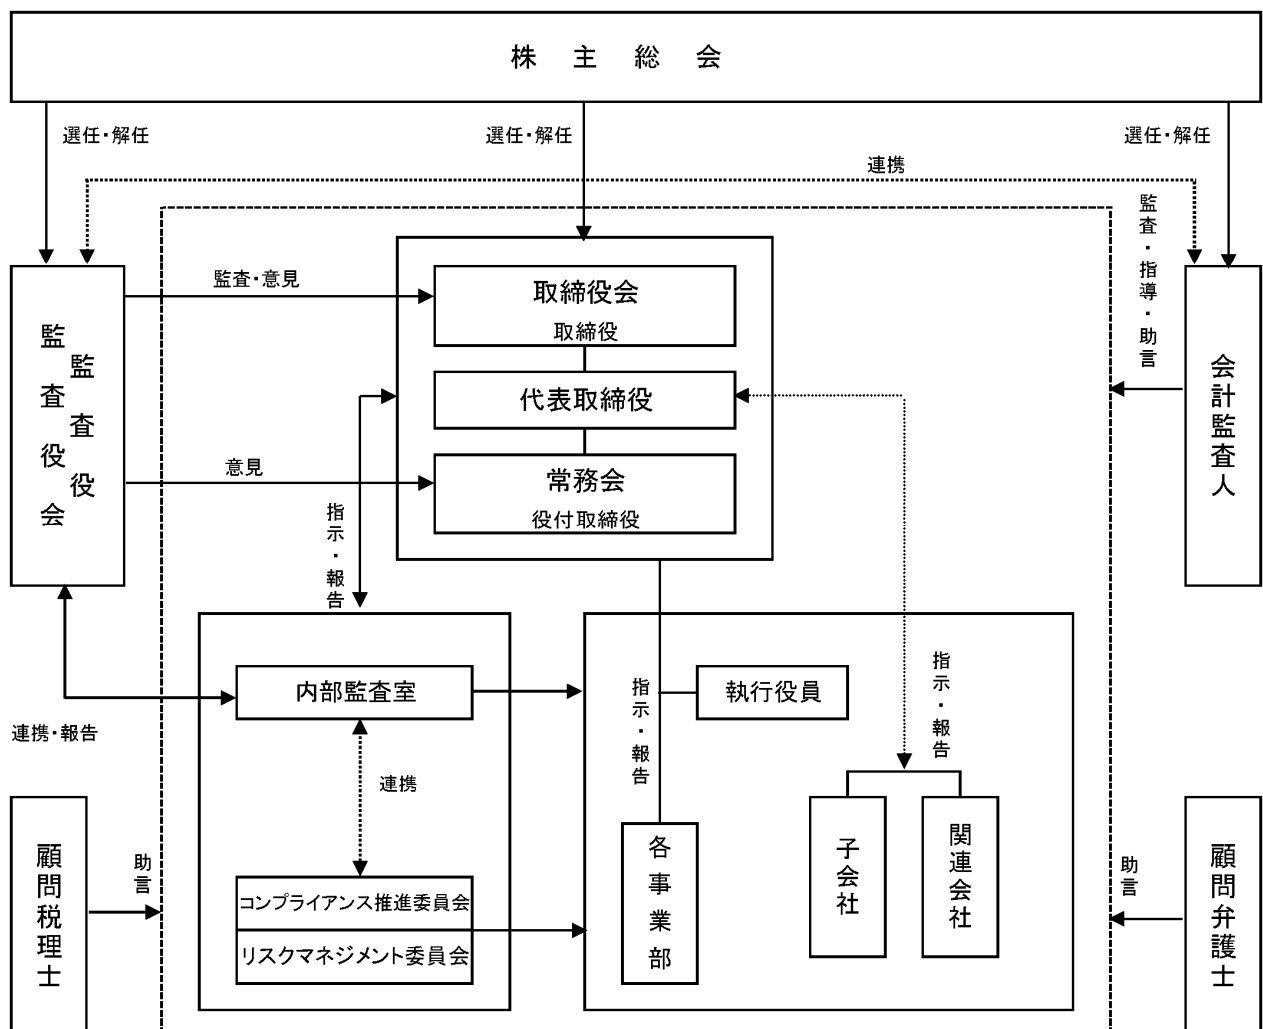 株主総会
選任・解任
選任・解任
選任・解任
連携
監査・指導・助言
監査・意見
取締役会
取締役
代表取締役
監査役会
監査役
会計監査人
意見
常務会
役付取締役
指示・報告
内部監査室
指示・報告
執行役員
指示・報告
連携・報告
連携
顧問税理士
助言
コンプライアンス推進委員会
リスクマネジメント委員会
各事業部
子会社
関連会社
助言
顧問弁護士